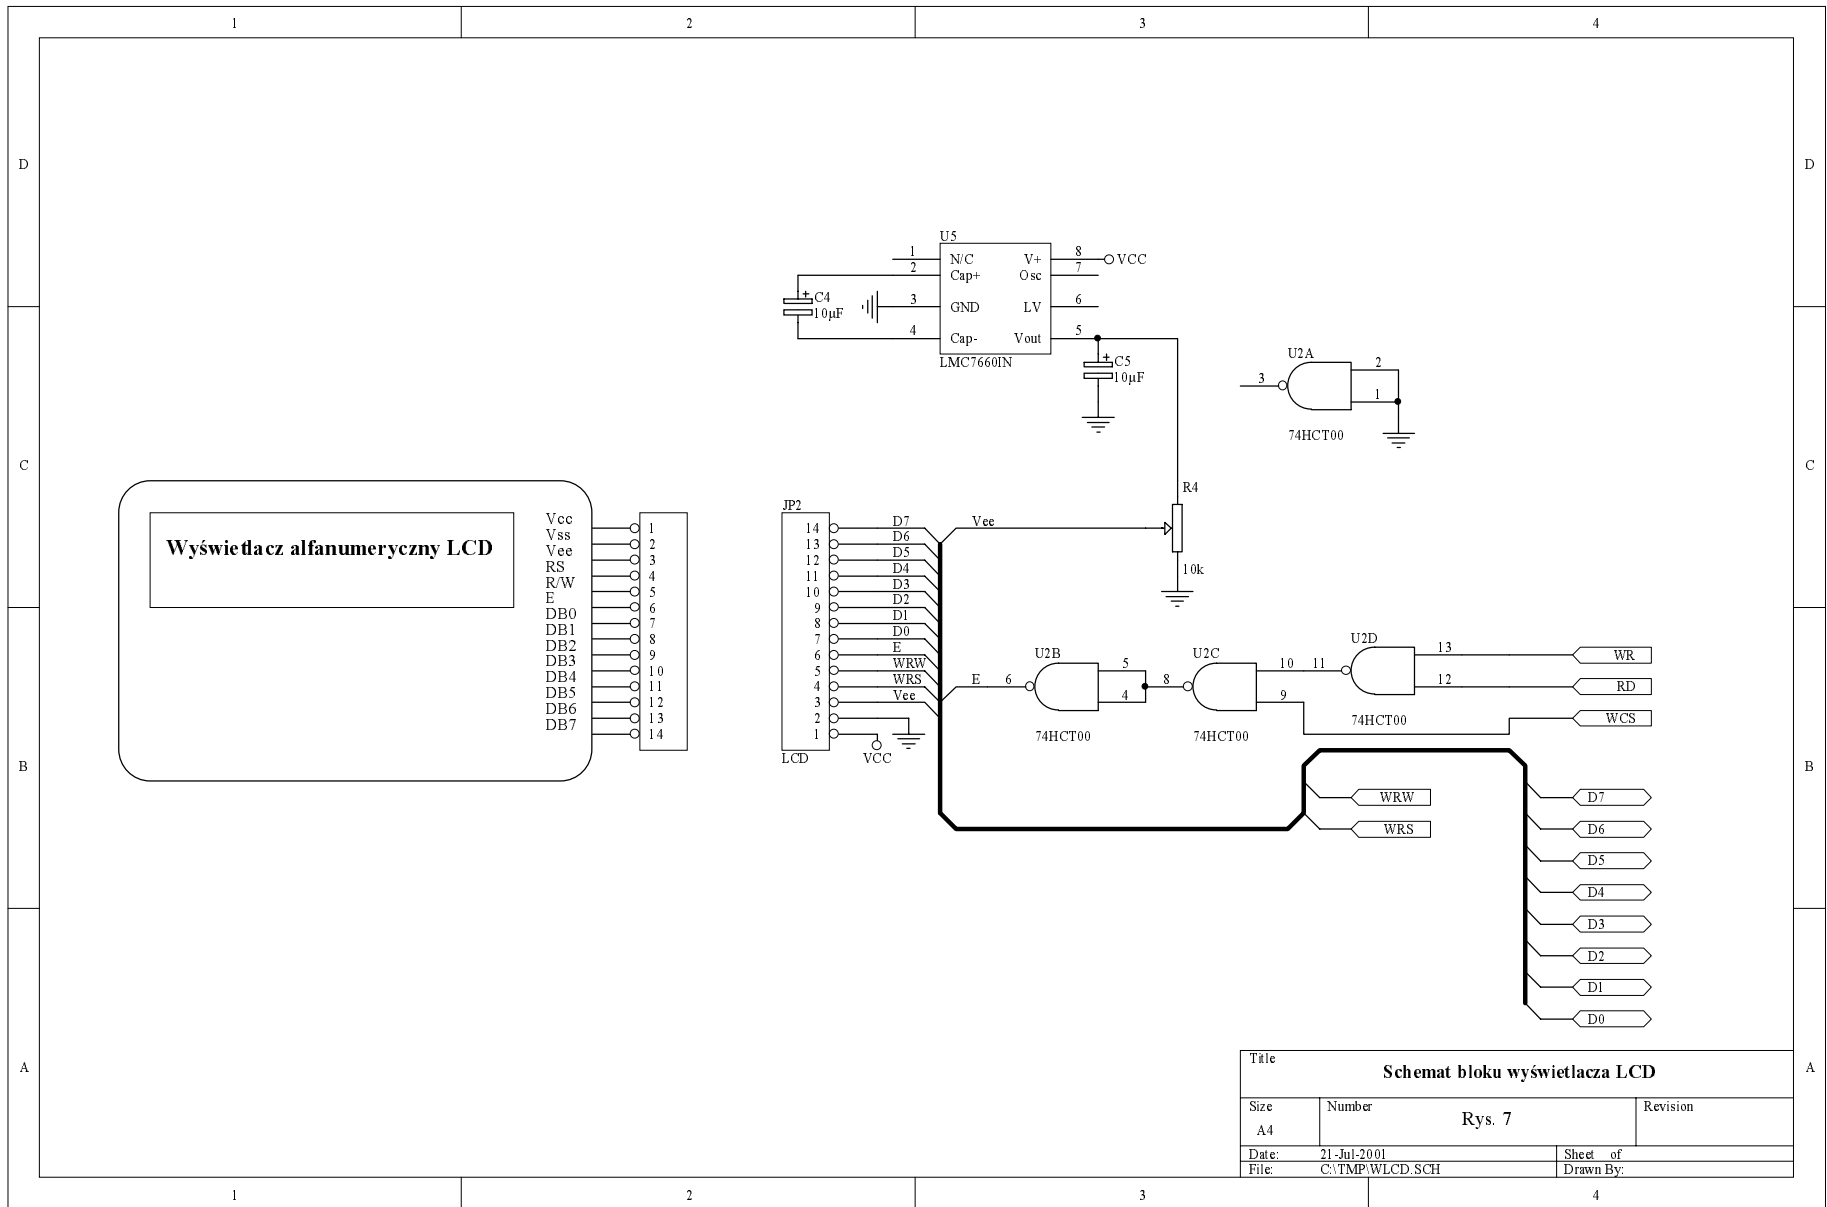 1 2 3 4
D D
U5
1 N/C V+ 8 VCC
2 Cap+ Osc 7
C4
10µF
3 GND LV 6
4 Cap- Vout 5
LMC7660IN
C5
10µF
U2A
3 2
1
74HCT00
C C
R4
10k
Wyświetlacz alfanumeryczny LCD
Vcc 1
Vss 2
Vee 3
RS 4
R/W 5
E 6
DB0 7
DB1 8
DB2 9
DB3 10
DB4 11
DB5 12
DB6 13
DB7 14
JP2
14 D7
13 D6
12 D5
11 D4
10 D3
9 D2
8 D1
7 D0
6 E
5 WRW
4 WRS
3 Vee
2
1
LCD
VCC
Vee
E 6
U2B
5
4
74HCT00
8
U2C
10
9
74HCT00
11
U2D
13
12
74HCT00
WR
RD
WCS
B B
WRW
WRS
D7
D6
D5
D4
D3
D2
D1
D0
A A
Title
Schemat bloku wyświetlacza LCD
Size Number Revision
A4 Rys. 7
Date: 21-Jul-2001 Sheet of
File: C:\TMP\WLCD.SCH Drawn By:
1 2 3 4